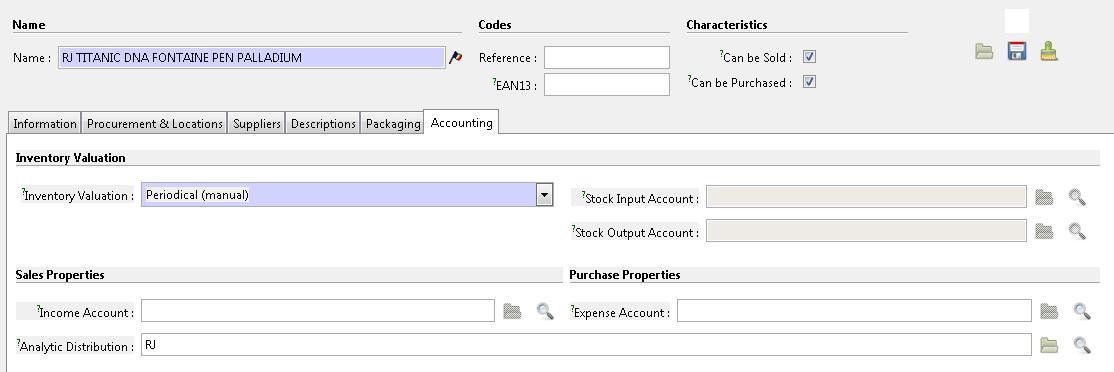 Name Codes Characteristics
Name : RJ TITANIC DNA FONTAINE PEN PALLADIUM Reference : ?Can be Sold :
?EAN13 : ?Can be Purchased :
Information Procurement & Locations Suppliers Descriptions Packaging Accounting
Inventory Valuation
?Inventory Valuation : Periodical (manual) ?Stock Input Account :
?Stock Output Account :
Sales Properties Purchase Properties
?Income Account : ?Expense Account :
?Analytic Distribution : RJ